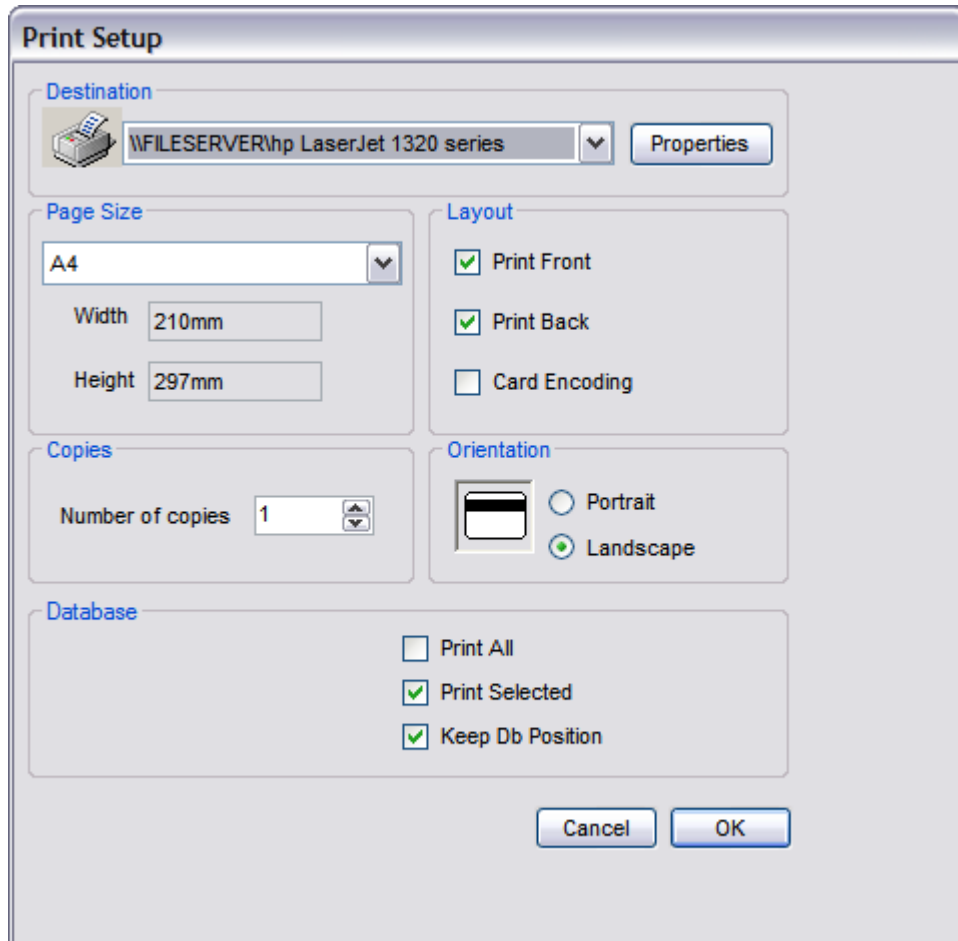 Print Setup
Destination
\\FILESERVER\hp LaserJet 1320 series
Properties
Page Size
A4
Width 210mm
Height 297mm
Layout
Print Front
Print Back
Card Encoding
Copies
Number of copies 1
Orientation
Portrait
Landscape
Database
Print All
Print Selected
Keep Db Position
Cancel OK